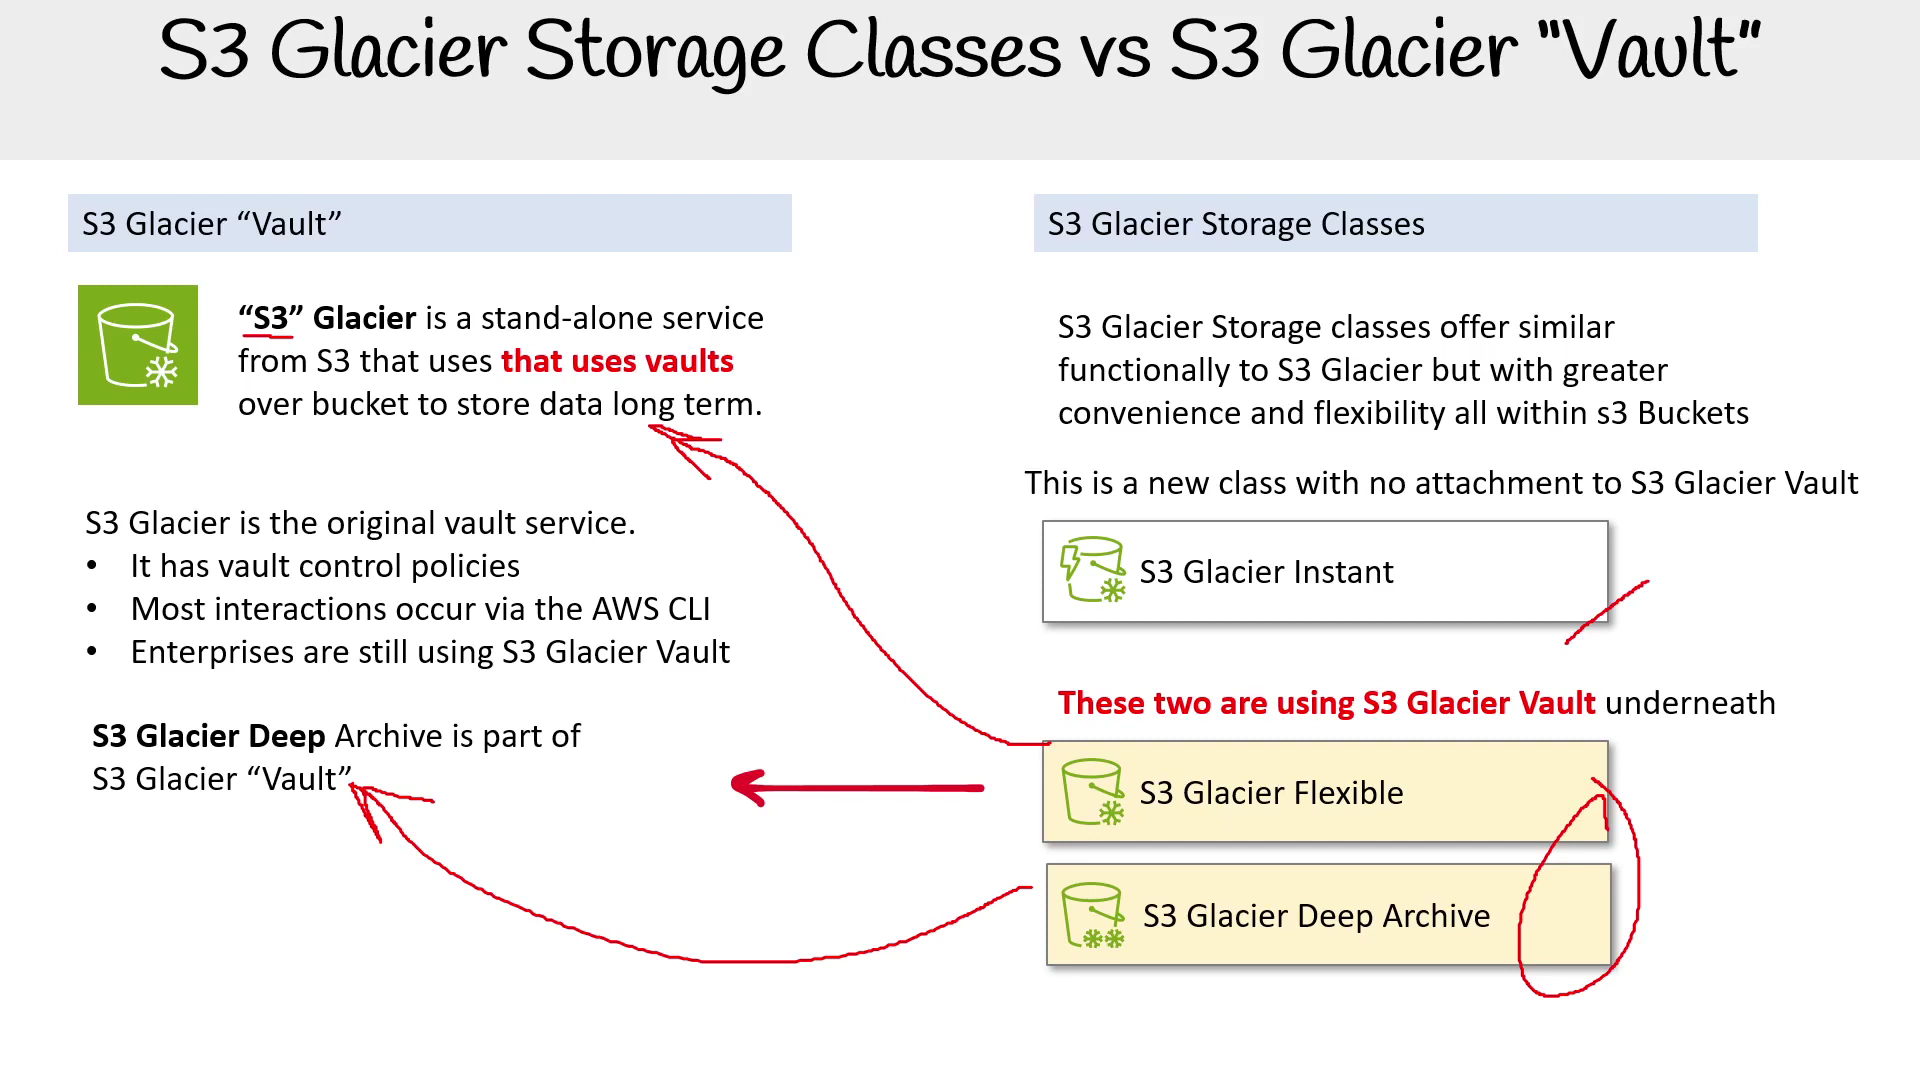 S3 Glacier Storage Classes vs S3 Glacier "Vault"
S3 Glacier “Vault”
“S3” Glacier is a stand-alone service
from S3 that uses that uses vaults
over bucket to store data long term.
S3 Glacier is the original vault service.
• It has vault control policies
• Most interactions occur via the AWS CLI
• Enterprises are still using S3 Glacier Vault
S3 Glacier Deep Archive is part of
S3 Glacier “Vault”
S3 Glacier Storage Classes
S3 Glacier Storage classes offer similar
functionally to S3 Glacier but with greater
convenience and flexibility all within s3 Buckets
This is a new class with no attachment to S3 Glacier Vault
S3 Glacier Instant
These two are using S3 Glacier Vault underneath
S3 Glacier Flexible
S3 Glacier Deep Archive